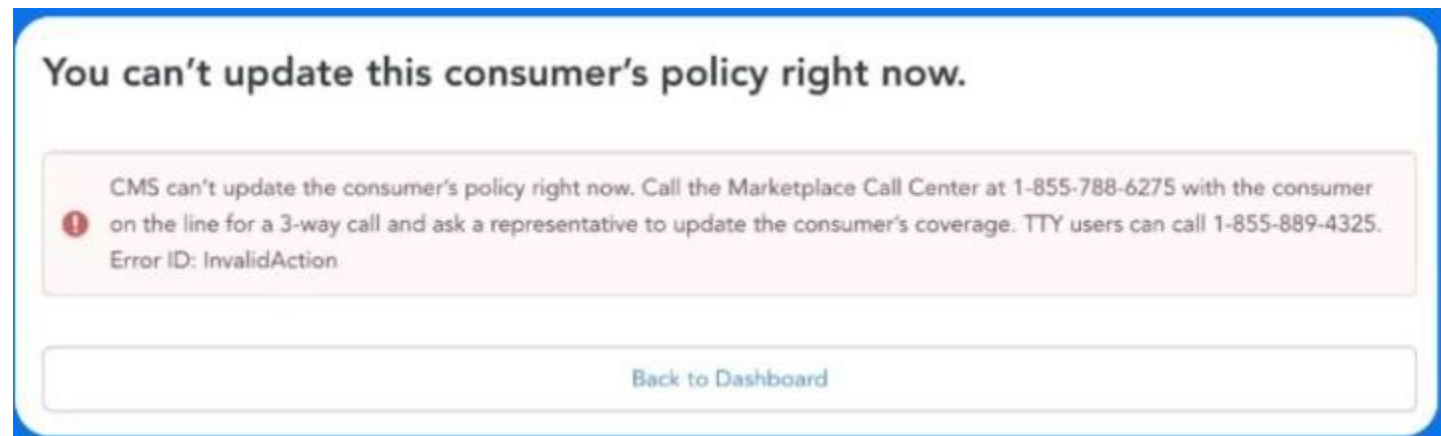 You can’t update this consumer’s policy right now.
CMS can’t update the consumer’s policy right now. Call the Marketplace Call Center at 1-855-788-6275 with the consumer
on the line for a 3-way call and ask a representative to update the consumer’s coverage. TTY users can call 1-855-889-4325.
Error ID: InvalidAction
Back to Dashboard